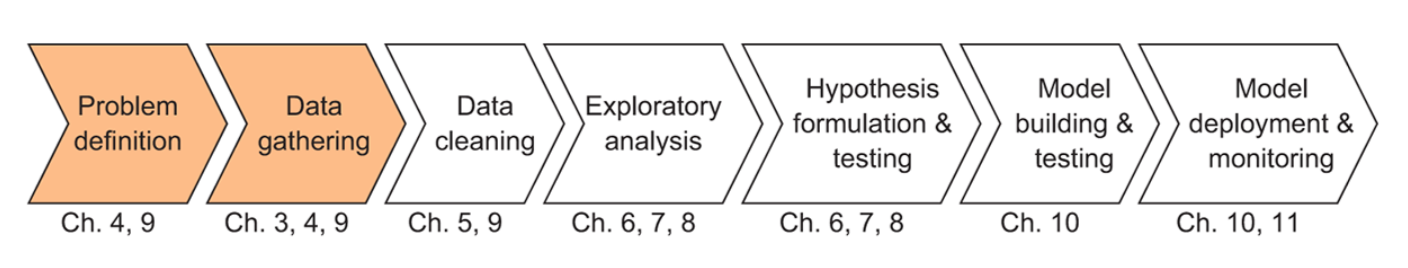 Problem
definition
Data
gathering
Data
cleaning
Exploratory
analysis
Hypothesis
formulation &
testing
Model
building &
testing
Model
deployment &
monitoring
Ch. 4, 9
Ch. 3, 4, 9
Ch. 5, 9
Ch. 6, 7, 8
Ch. 6, 7, 8
Ch. 10
Ch. 10, 11